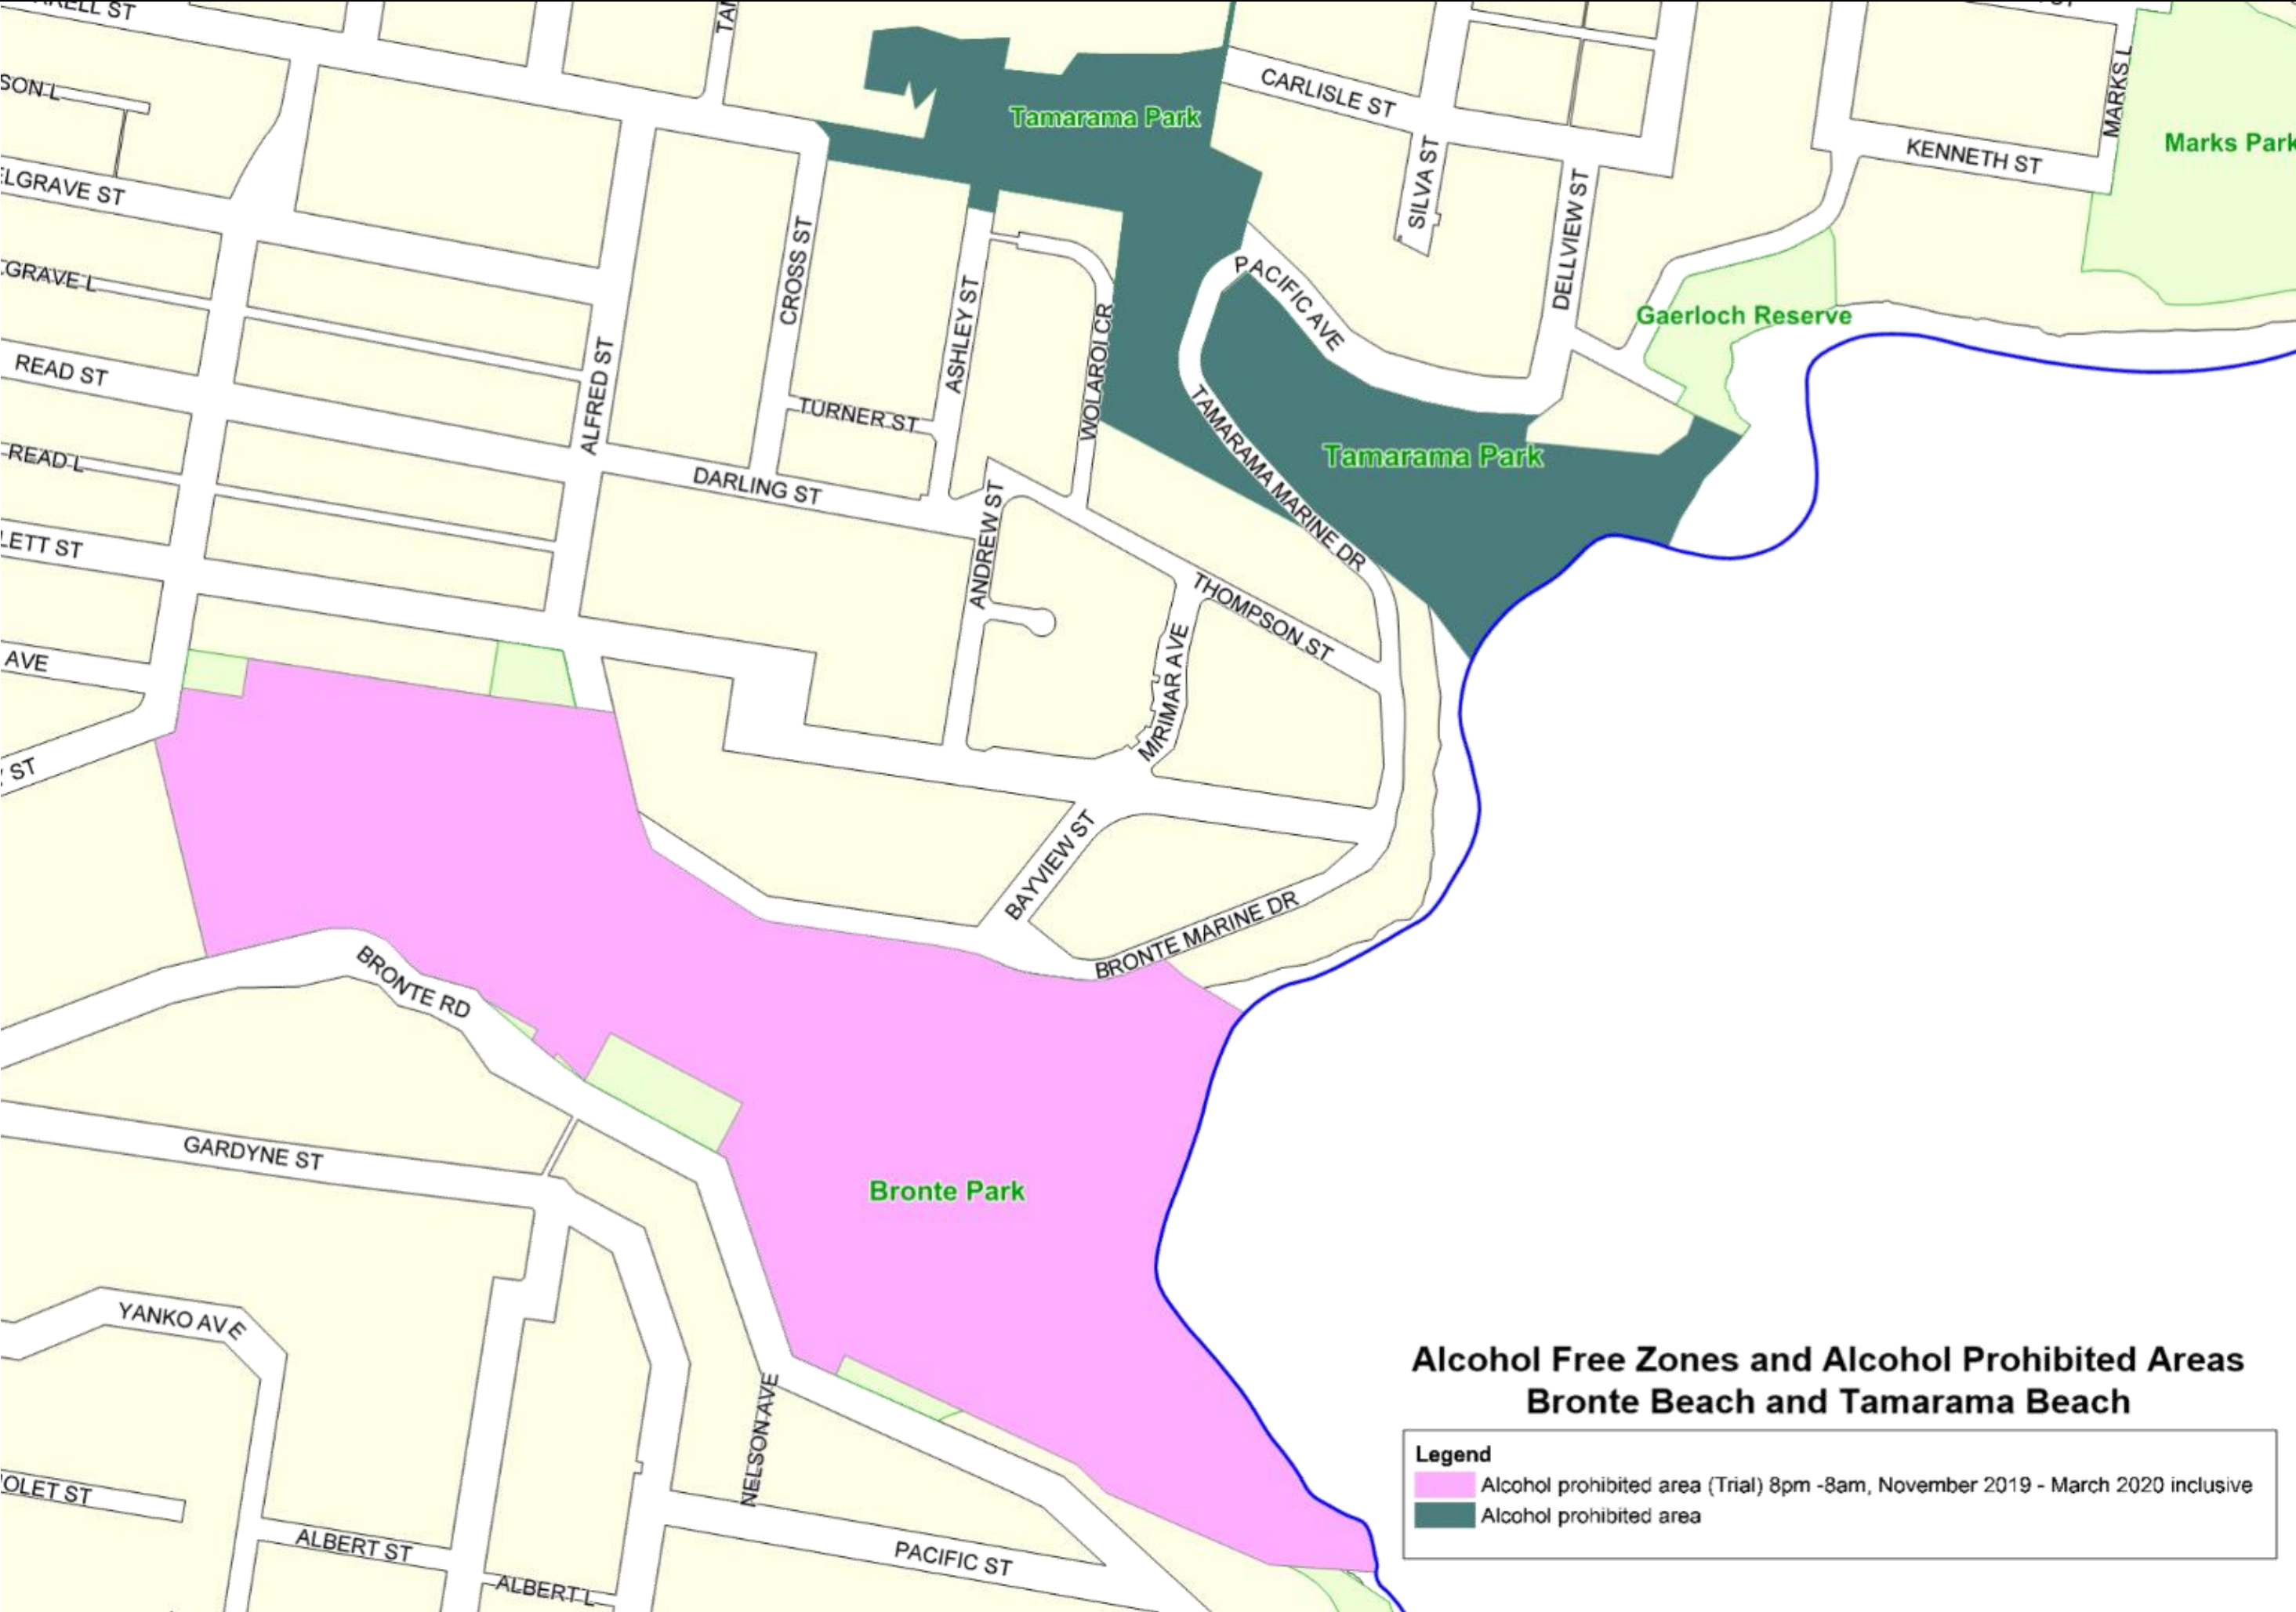 SON L
CARLISLE ST
Tamarama Park
MARKS L
Marks Park
KENNETH ST
SILVA ST
ELGRAVE ST
DELLVIEW ST
CROSS ST
PACIFIC AVE
GRAVE L
ASHLEY ST
Gaerloch Reserve
WOLAROI CR
READ ST
ALFRED ST
TURNER ST
TAMARAMA MARINE DR
Tamarama Park
READ L
DARLING ST
ANDREW ST
LETT ST
THOMPSON ST
AVE
MIRIMAR AVE
ST
BAYVIEW ST
BRONTE MARINE DR
BRONTE RD
GARDYNE ST
Bronte Park
YANKO AVE
NELSON AVE
OLET ST
ALBERT ST
PACIFIC ST
ALBERT L
Alcohol Free Zones and Alcohol Prohibited Areas
Bronte Beach and Tamarama Beach
Legend
Alcohol prohibited area (Trial) 8pm -8am, November 2019 - March 2020 inclusive
Alcohol prohibited area